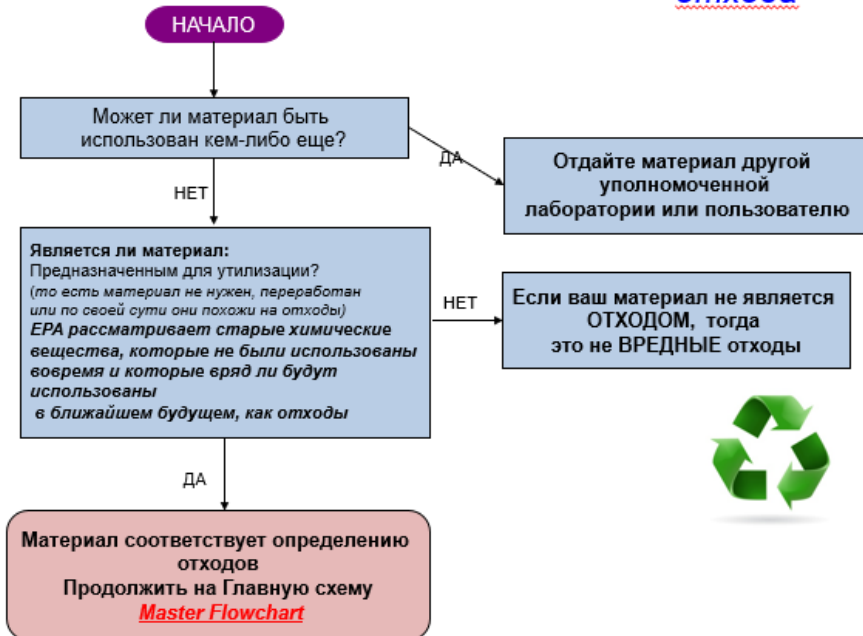 отхода
НАЧАЛО
Может ли материал быть
использован кем-либо еще?
ДА
Отдайте материал другой
уполномоченной
лаборатории или пользователю
НЕТ
Является ли материал:
Предназначенным для утилизации?
(то есть материал не нужен, переработан
или по своей сути они похожи на отходы)
EPA рассматривает старые химические
вещества, которые не были использованы
вовремя и которые вряд ли будут
использованы
в ближайшем будущем, как отходы
НЕТ
Если ваш материал не является
ОТХОДОМ, тогда
это не ВРЕДНЫЕ отходы
ДА
Материал соответствует определению
отходов
Продолжить на Главную схему
Master Flowchart